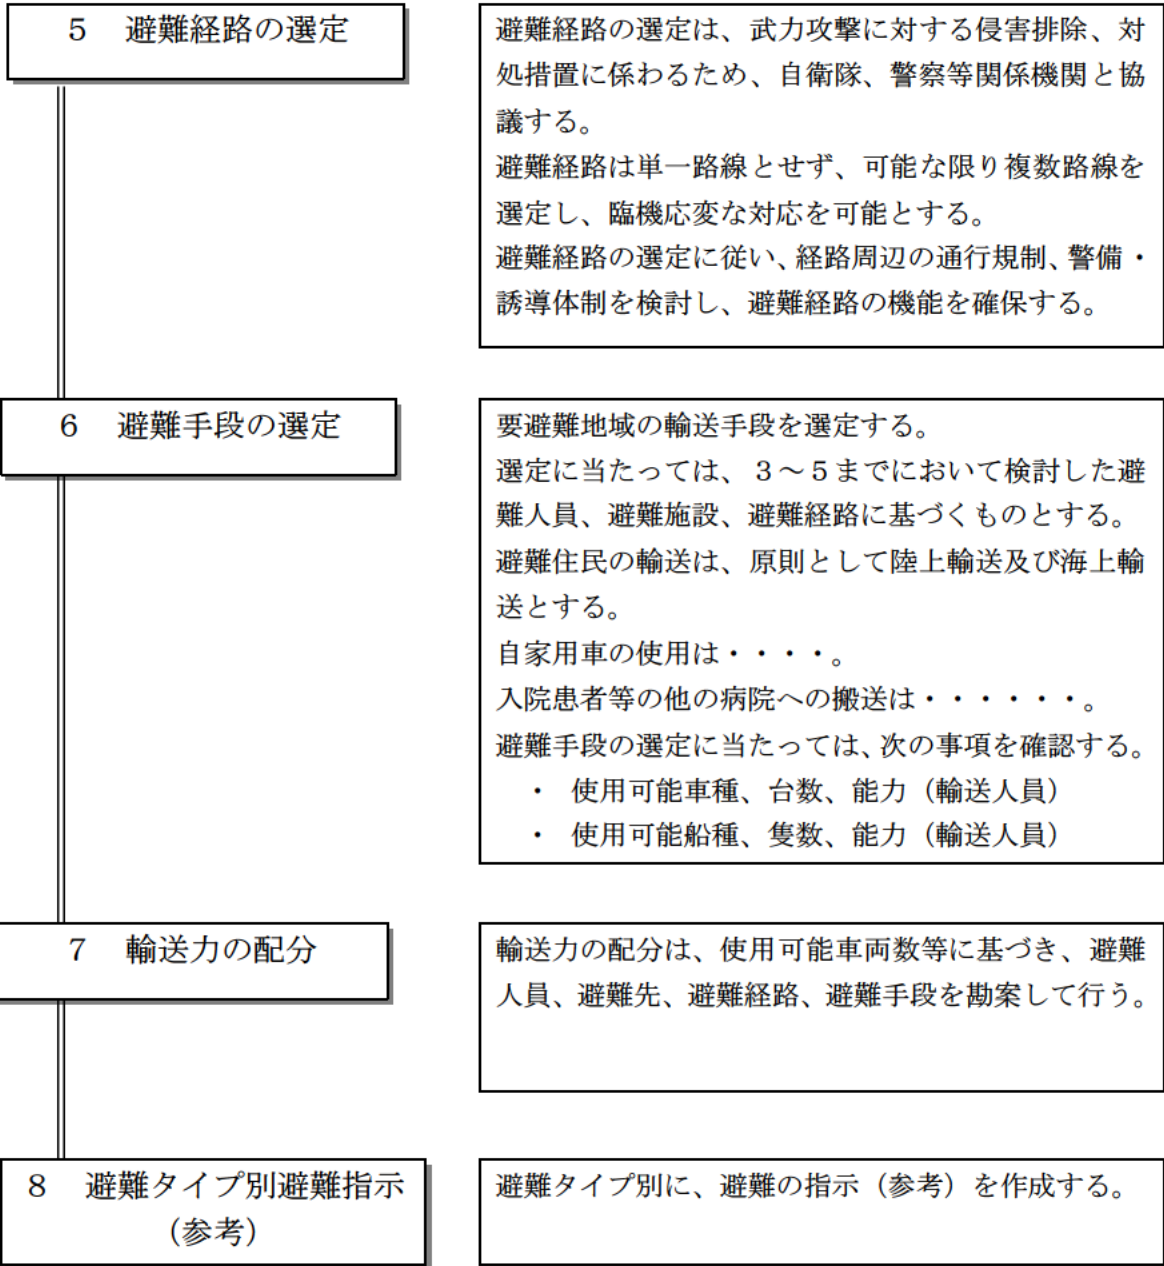 ５　避難経路の選定
避難経路の選定は、武力攻撃に対する侵害排除、対
処措置に係わるため、自衛隊、警察等関係機関と協
議する。
避難経路は単一路線とせず、可能な限り複数路線を
選定し、臨機応変な対応を可能とする。
避難経路の選定に従い、経路周辺の通行規制、警備・
誘導体制を検討し、避難経路の機能を確保する。
６　避難手段の選定
要避難地域の輸送手段を選定する。
選定に当たっては、３～５までにおいて検討した避
難人員、避難施設、避難経路に基づくものとする。
避難住民の輸送は、原則として陸上輸送及び海上輸
送とする。
自家用車の使用は・・・・。
入院患者等の他の病院への搬送は・・・・・・。
避難手段の選定に当たっては、次の事項を確認する。
・　使用可能車種、台数、能力（輸送人員）
・　使用可能船種、隻数、能力（輸送人員）
７　輸送力の配分
輸送力の配分は、使用可能車両数等に基づき、避難
人員、避難先、避難経路、避難手段を勘案して行う。
８　避難タイプ別避難指示
（参考）
避難タイプ別に、避難の指示（参考）を作成する。